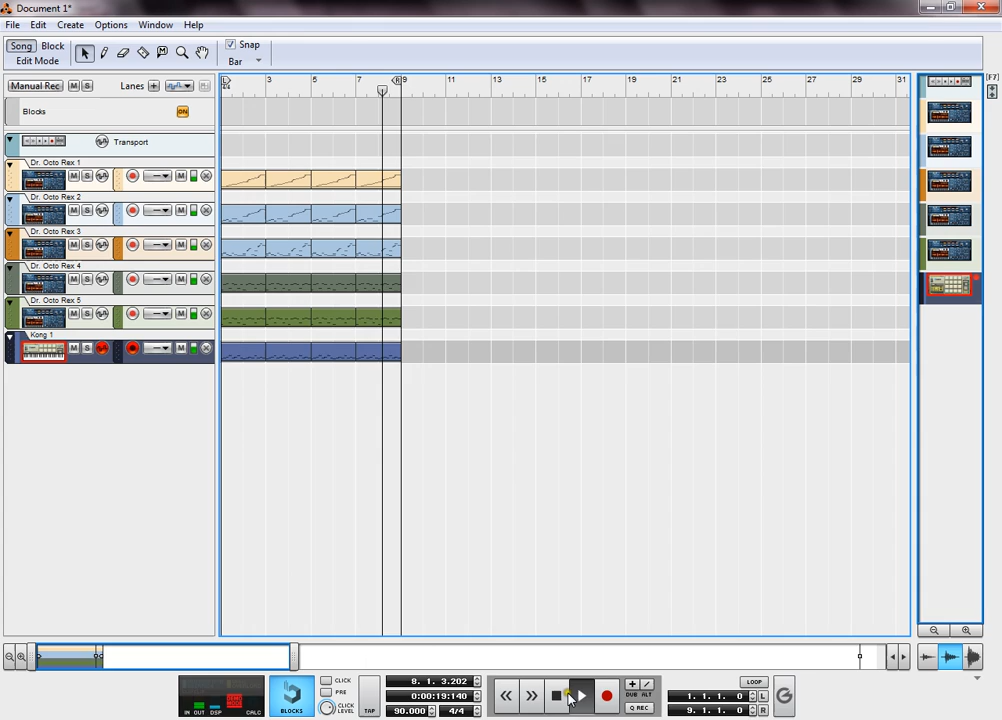 Document 1*
File Edit Create Options Window Help
Song Block
Edit Mode
Snap
Bar
Manual Rec M S Lanes
3 5 7 R 9 11 13 15 17 19 21 23 25 27 29 31
[F7]
Blocks ON
Transport
Dr. Octo Rex 1
M S M
Dr. Octo Rex 2
M S M
Dr. Octo Rex 3
M S M
Dr. Octo Rex 4
M S M
Dr. Octo Rex 5
M S M
Kong 1
M S M
IN OUT DSP CALC
BLOCKS
CLICK
PRE
CLICK
LEVEL
TAP
8. 1. 3.202
0:00:19:140
90.000 4/4
DUB ALT
Q REC
LOOP
1. 1. 1. 0 L
9. 1. 1. 0 R